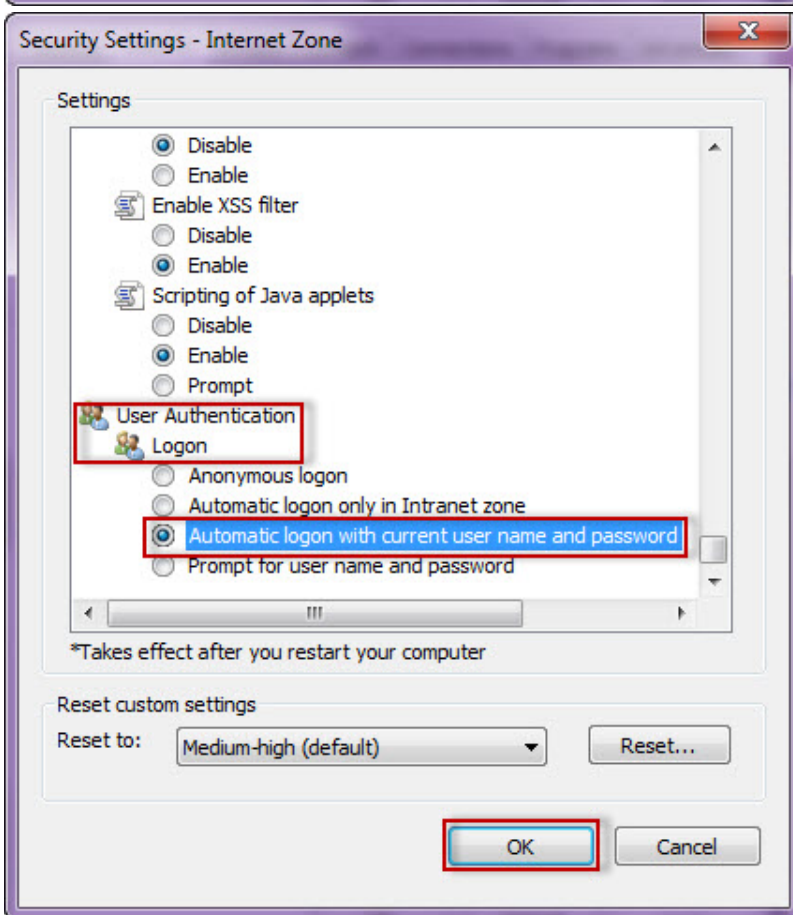 Security Settings - Internet Zone
Settings
Disable
Enable
Enable XSS filter
Disable
Enable
Scripting of Java applets
Disable
Enable
Prompt
User Authentication
Logon
Anonymous logon
Automatic logon only in Intranet zone
Automatic logon with current user name and password
Prompt for user name and password
*Takes effect after you restart your computer
Reset custom settings
Reset to: Medium-high (default) Reset...
OK Cancel